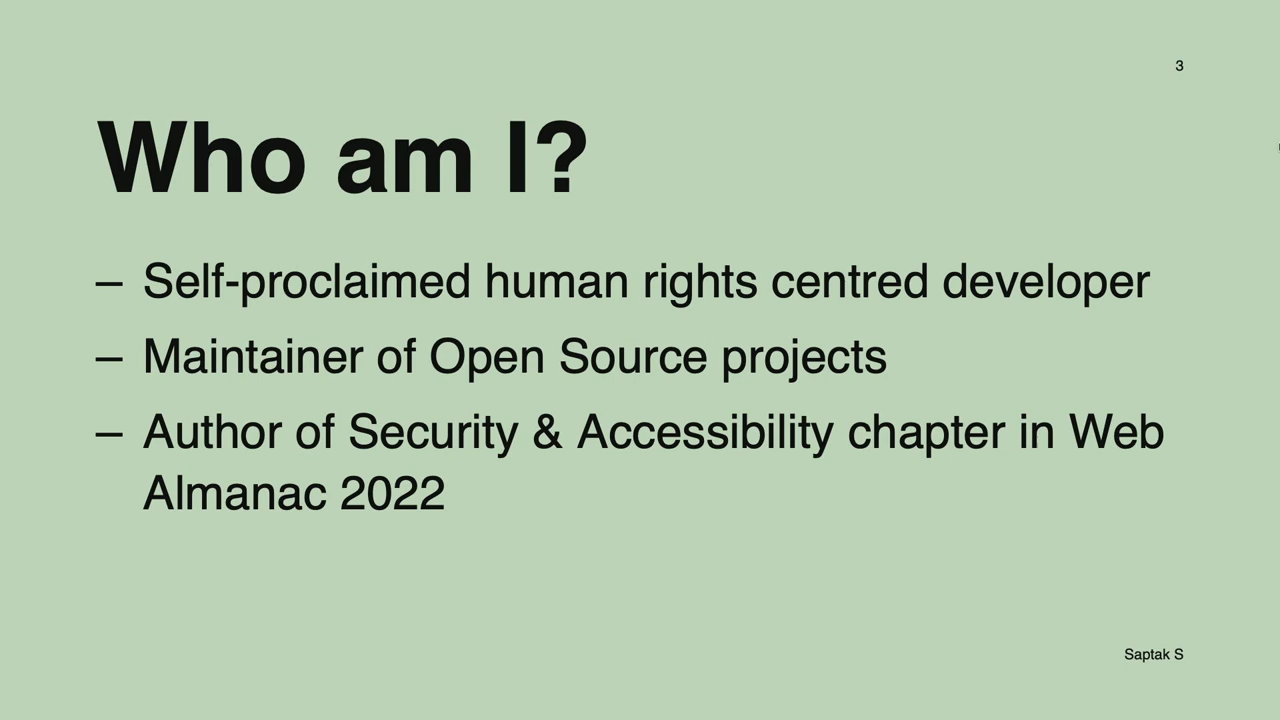 3
Who am I?
– Self-proclaimed human rights centred developer
– Maintainer of Open Source projects
– Author of Security & Accessibility chapter in Web
Almanac 2022
Saptak S